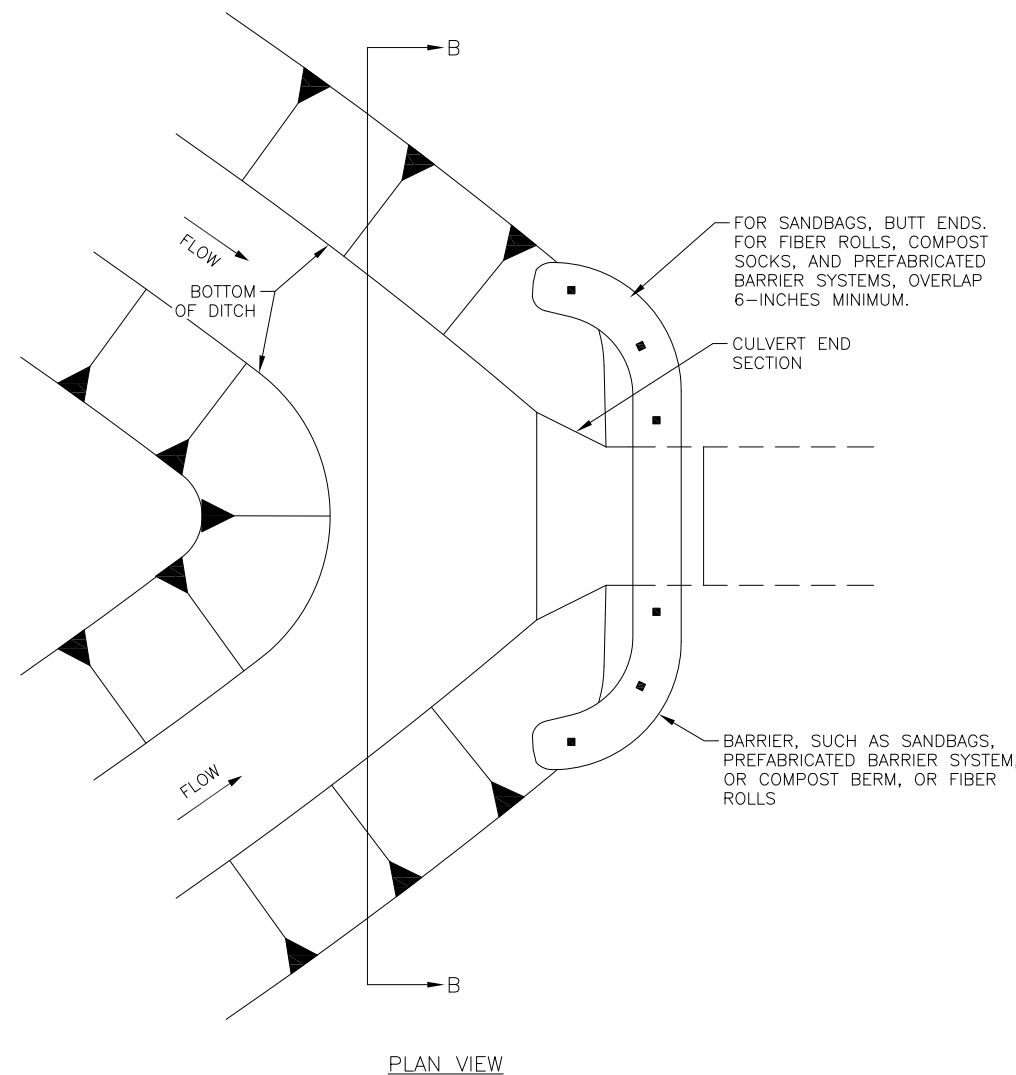 B
FOR SANDBAGS, BUTT ENDS.
FOR FIBER ROLLS, COMPOST
SOCKS, AND PREFABRICATED
BARRIER SYSTEMS, OVERLAP
6-INCHES MINIMUM.
FLOW
BOTTOM
OF DITCH
CULVERT END
SECTION
BARRIER, SUCH AS SANDBAGS,
PREFABRICATED BARRIER SYSTEM,
OR COMPOST BERM, OR FIBER
ROLLS
FLOW
B
PLAN VIEW